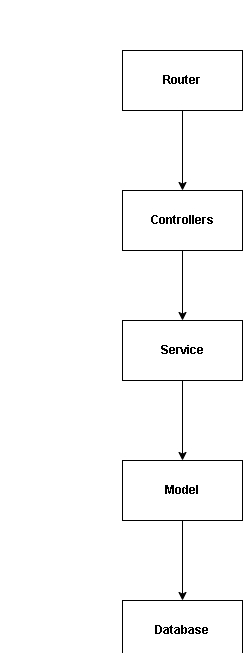 Router
Controllers
Service
Model
Database